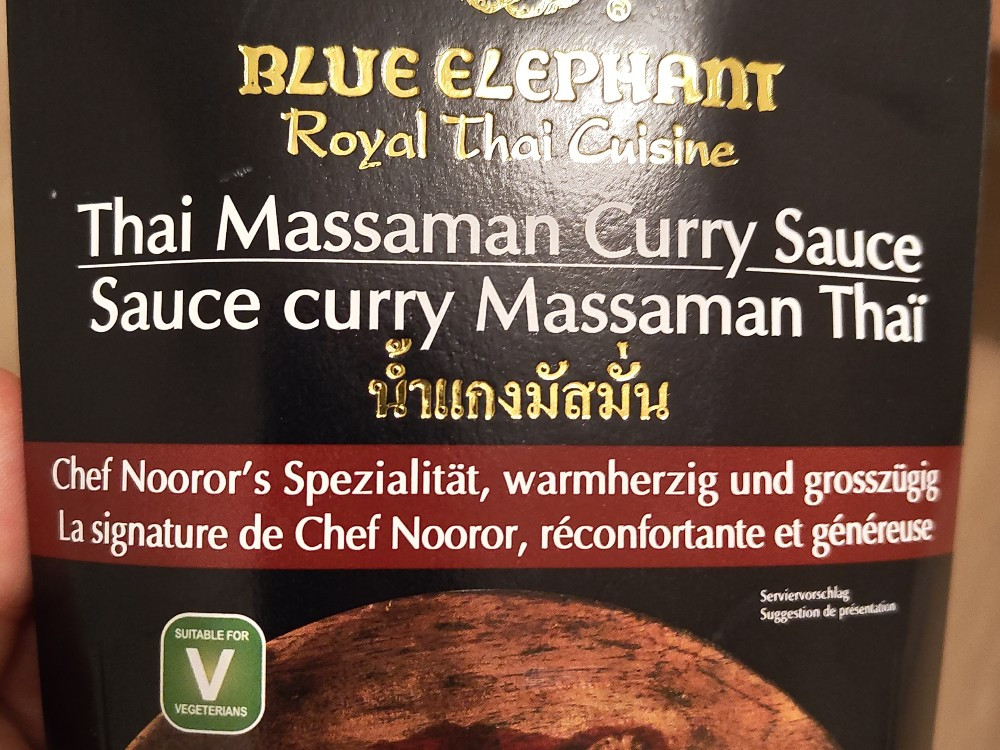 ®
BLUE ELEPHANT
Royal Thai Cuisine
Thai Massaman Curry Sauce
Sauce curry Massaman Thaï
น้ำแกงมัสมั่น
Chef Nooror's Spezialität, warmherzig und grosszügig
La signature de Chef Nooror, réconfortante et généreuse
Serviervorschlag
Suggestion de présentation
SUITABLE FOR
V
VEGETERIANS